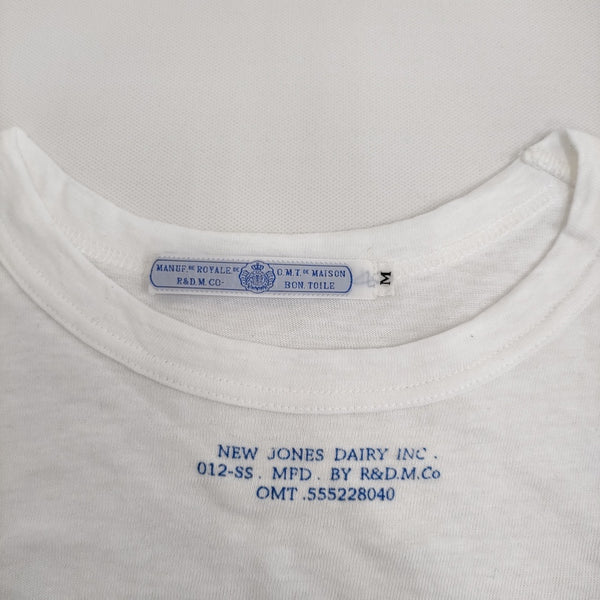 MANUF. DE ROYALE. DE
R&D.M.CO-
O.M.T. DE MAISON
BON. TOILE
M
NEW JONES DAIRY INC .
012-SS . MFD . BY R&D.M.Co
OMT .555228040